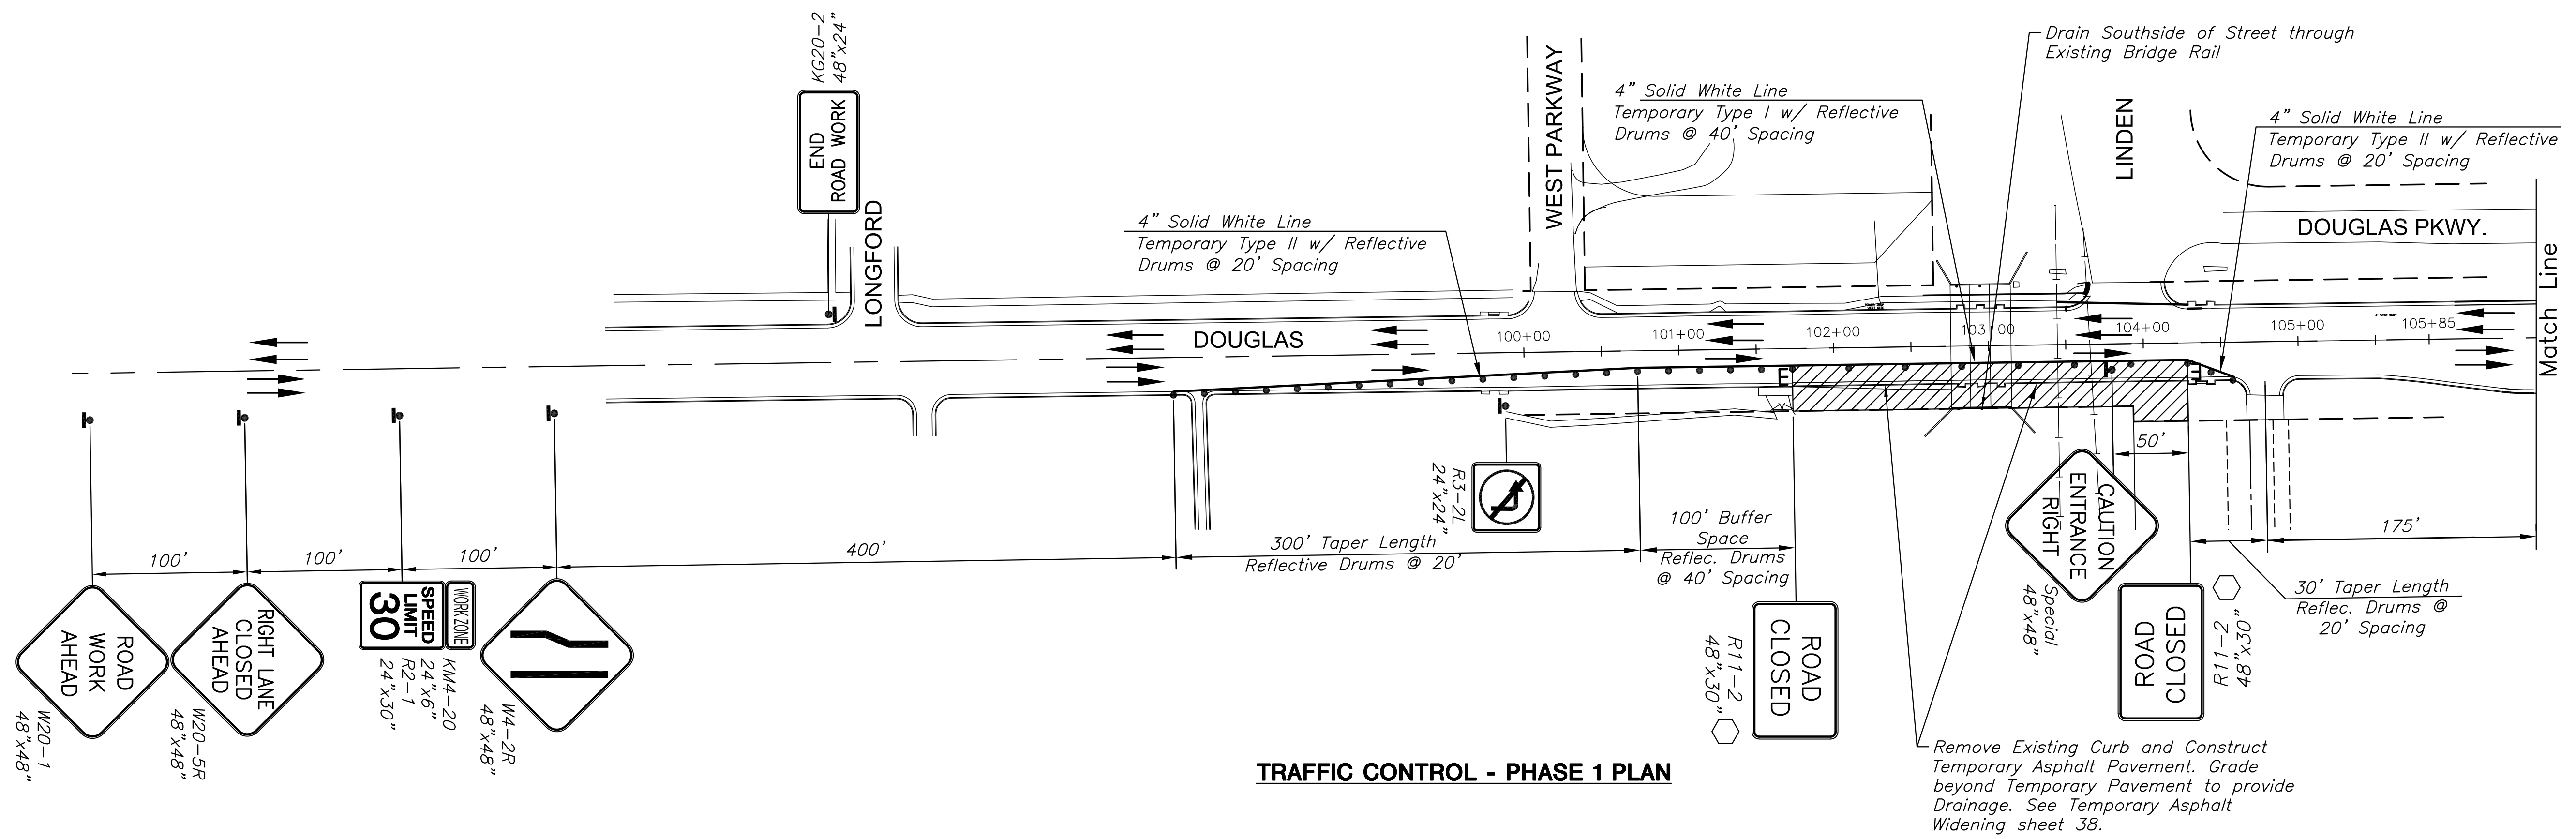 KG20-2
48"x24"
END
ROAD WORK
LONGFORD
WEST PARKWAY
LINDEN
DOUGLAS PKWY.
Match Line
Drain Southside of Street through
Existing Bridge Rail
4" Solid White Line
Temporary Type I w/ Reflective
Drums @ 40' Spacing
4" Solid White Line
Temporary Type II w/ Reflective
Drums @ 20' Spacing
4" Solid White Line
Temporary Type II w/ Reflective
Drums @ 20' Spacing
DOUGLAS
100+00
101+00
102+00
103+00
104+00
105+00
105+85
E
E
100'
100'
100'
400'
300' Taper Length
Reflective Drums @ 20'
100' Buffer
Space
Reflec. Drums
@ 40' Spacing
50'
175'
30' Taper Length
Reflec. Drums @
20' Spacing
ROAD
WORK
AHEAD
W20-1
48"x48"
RIGHT LANE
CLOSED
AHEAD
W20-5R
48"x48"
WORK ZONE
SPEED
LIMIT
30
KM4-20
24"x6"
R2-1
24"x30"
W4-2R
48"x48"
R3-2L
24"x24"
ROAD
CLOSED
R11-2
48"x30"
CAUTION
ENTRANCE
RIGHT
Special
48"x48"
ROAD
CLOSED
R11-2
48"x30"
Remove Existing Curb and Construct
Temporary Asphalt Pavement. Grade
beyond Temporary Pavement to provide
Drainage. See Temporary Asphalt
Widening sheet 38.
TRAFFIC CONTROL - PHASE 1 PLAN